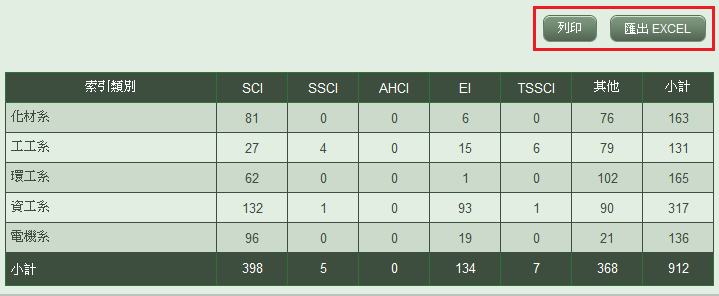 列印 匯出 EXCEL
索引類別 SCI SSCI AHCI EI TSSCI 其他 小計
化材系 81 0 0 6 0 76 163
工工系 27 4 0 15 6 79 131
環工系 62 0 0 1 0 102 165
資工系 132 1 0 93 1 90 317
電機系 96 0 0 19 0 21 136
小計 398 5 0 134 7 368 912